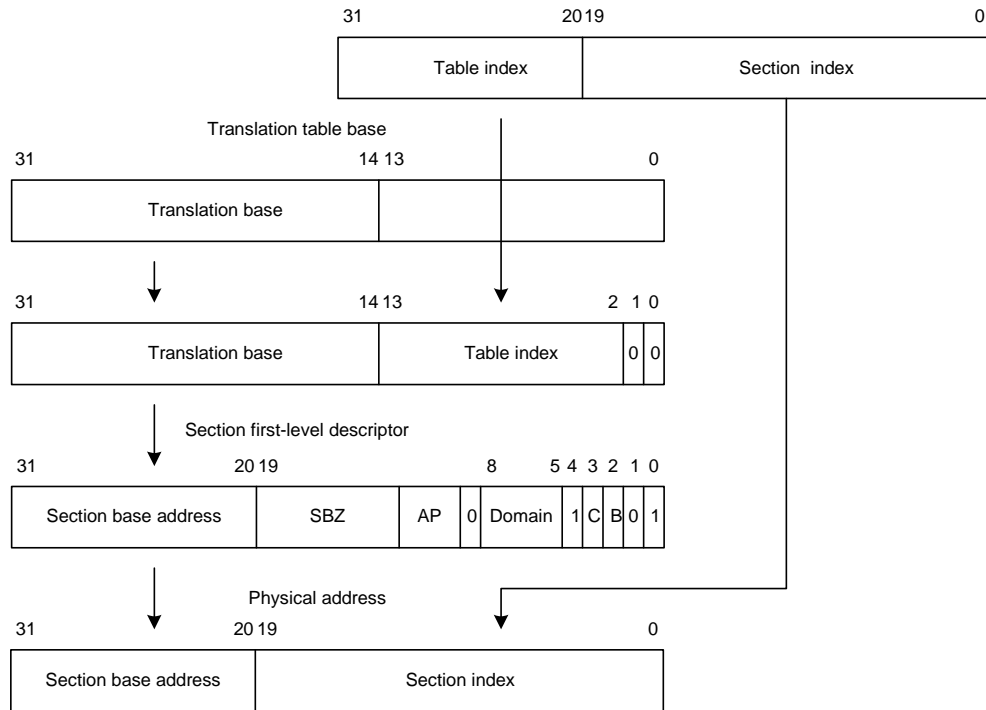 31 20 19 0
Table index Section index
Translation table base
31 14 13 0
Translation base
31 14 13 2 1 0
Translation base Table index 0 0
Section first-level descriptor
31 20 19 8 5 4 3 2 1 0
Section base address SBZ AP 0 Domain 1 C B 0 1
Physical address
31 20 19 0
Section base address Section index